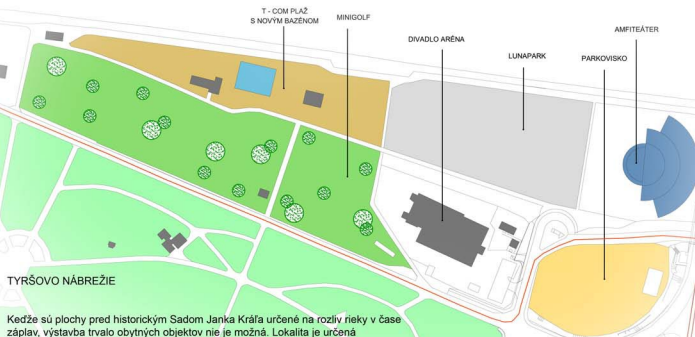 T - COM PLAŽ
S NOVÝM BAZÉNOM
MINIGOLF
DIVADLO ARÉNA
LUNAPARK
PARKOVISKO
AMFITEÁTER
TYRŠOVO NÁBREŽIE
Keďže sú plochy pred historickým Sadom Janka Kráľa určené na rozliv rieky v čase
záplav, výstavba trvalo obytných objektov nie je možná. Lokalita je určená